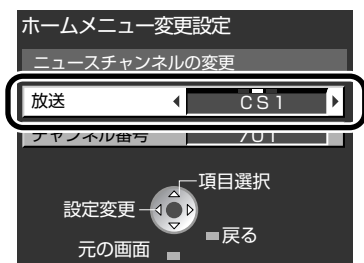 ホームメニュー変更設定
ニュースチャンネルの変更
放送 CS1
チャンネル番号 701
項目選択
設定変更
戻る
元の画面